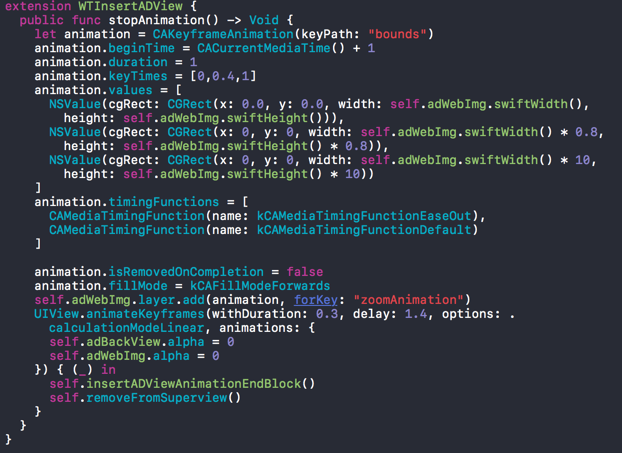 extension WTInsertADView {
public func stopAnimation() -> Void {
let animation = CAKeyframeAnimation(keyPath: "bounds")
animation.beginTime = CACurrentMediaTime() + 1
animation.duration = 1
animation.keyTimes = [0,0.4,1]
animation.values = [
NSValue(cgRect: CGRect(x: 0.0, y: 0.0, width: self.adWebImg.swiftWidth(),
height: self.adWebImg.swiftHeight())),
NSValue(cgRect: CGRect(x: 0, y: 0, width: self.adWebImg.swiftWidth() * 0.8,
height: self.adWebImg.swiftHeight() * 0.8)),
NSValue(cgRect: CGRect(x: 0, y: 0, width: self.adWebImg.swiftWidth() * 10,
height: self.adWebImg.swiftHeight() * 10))
]
animation.timingFunctions = [
CAMediaTimingFunction(name: kCAMediaTimingFunctionEaseOut),
CAMediaTimingFunction(name: kCAMediaTimingFunctionDefault)
]
animation.isRemovedOnCompletion = false
animation.fillMode = kCAFillModeForwards
self.adWebImg.layer.add(animation, forKey: "zoomAnimation")
UIView.animateKeyframes(withDuration: 0.3, delay: 1.4, options: .
calculationModeLinear, animations: {
self.adBackView.alpha = 0
self.adWebImg.alpha = 0
}) { (_) in
self.insertADViewAnimationEndBlock()
self.removeFromSuperview()
}
}
}